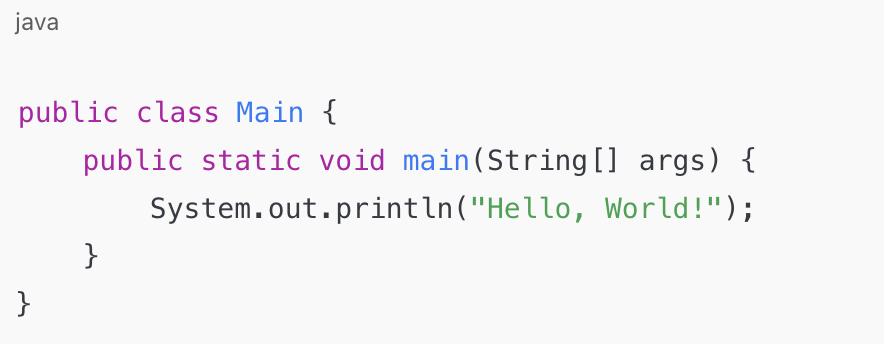 java
public class Main {
    public static void main(String[] args) {
        System.out.println("Hello, World!");
    }
}